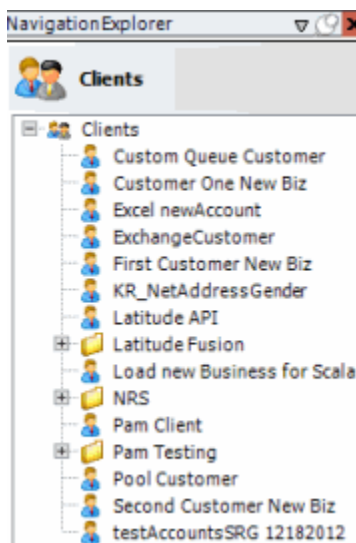 NavigationExplorer
Clients
Clients
Custom Queue Customer
Customer One New Biz
Excel newAccount
ExchangeCustomer
First Customer New Biz
KR_NetAddressGender
Latitude API
Latitude Fusion
Load new Business for Scala
NRS
Pam Client
Pam Testing
Pool Customer
Second Customer New Biz
testAccountsSRG 12182012